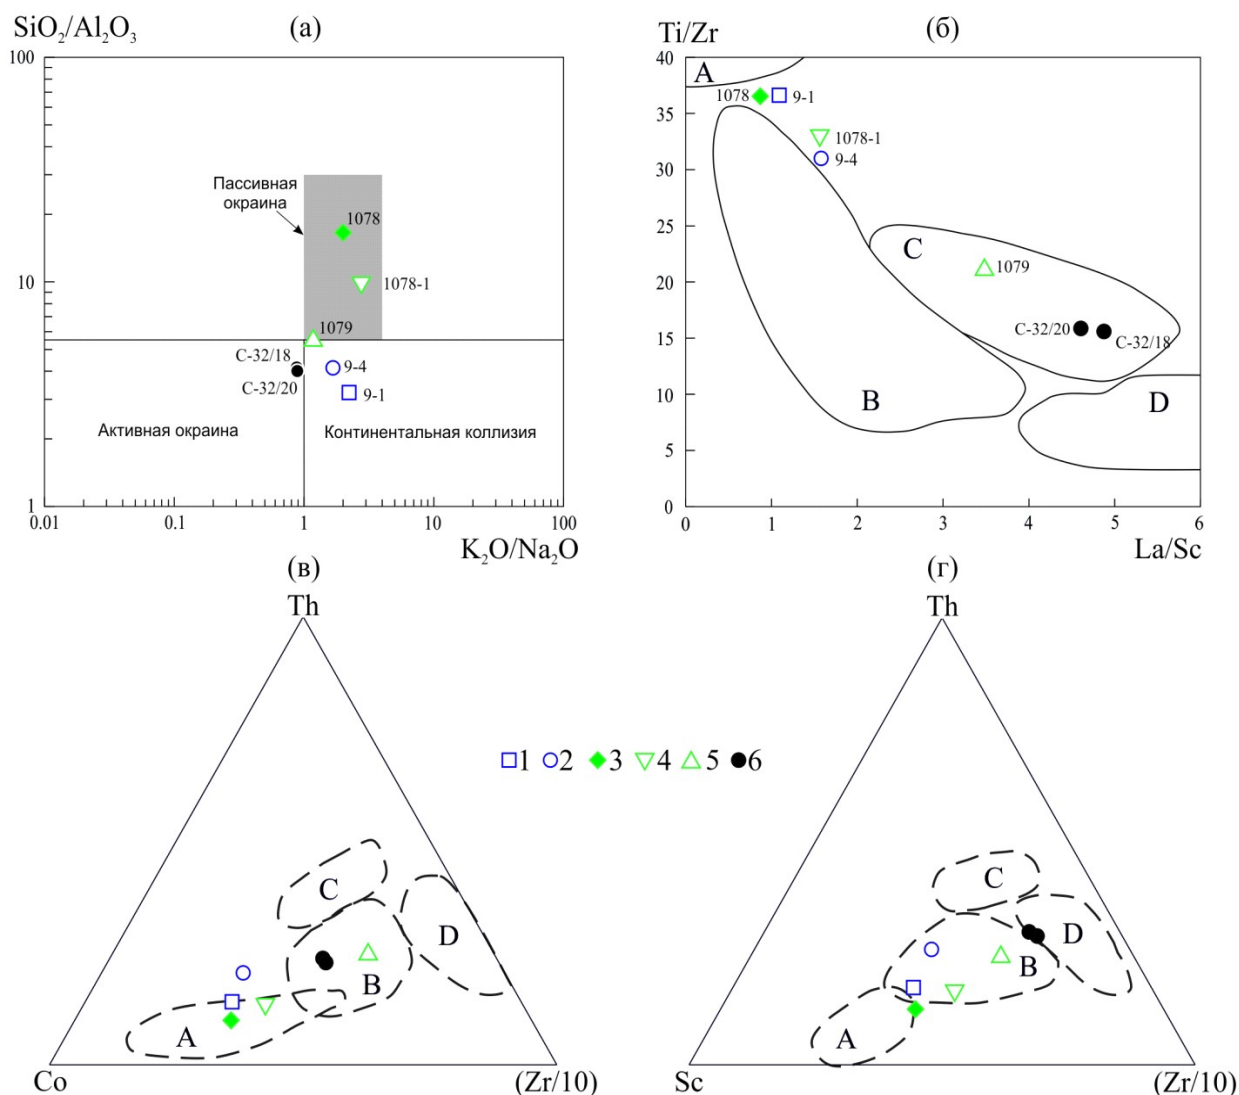 SiO₂/Al₂O₃
(а)
100
10
1
0.01
0.1
1
10
100
K₂O/Na₂O
Пассивная
окраина
1078
1078-1
1079
C-32/18
C-32/20
9-4
9-1
Активная окраина
Континентальная коллизия
Ti/Zr
(б)
40
35
30
25
20
15
10
5
0
0
1
2
3
4
5
6
La/Sc
A
1078
9-1
1078-1
9-4
C
1079
C-32/20
C-32/18
B
D
(в)
Th
C
D
B
A
Co
(Zr/10)
1 2 3 4 5 6
(г)
Th
C
D
B
A
Sc
(Zr/10)